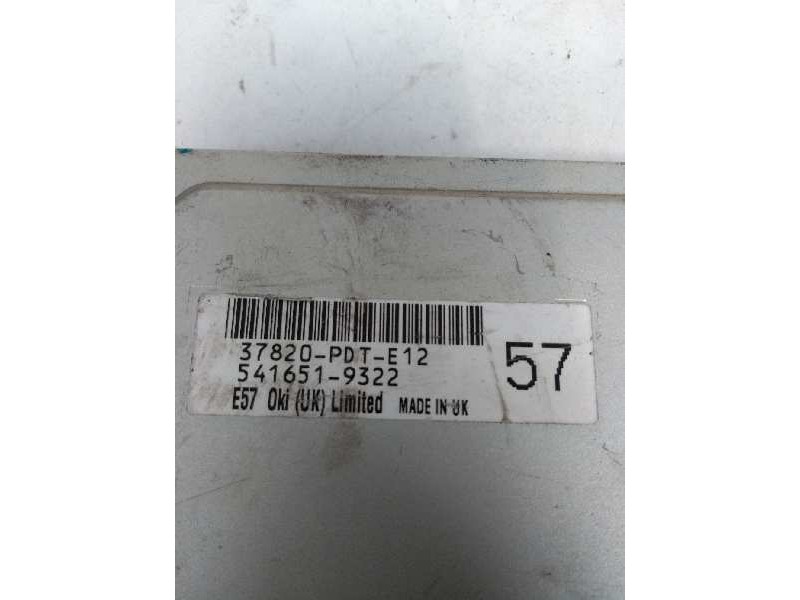 37820-PDT-E12
541651-9322
57
E57 Oki (UK) Limited MADE IN UK